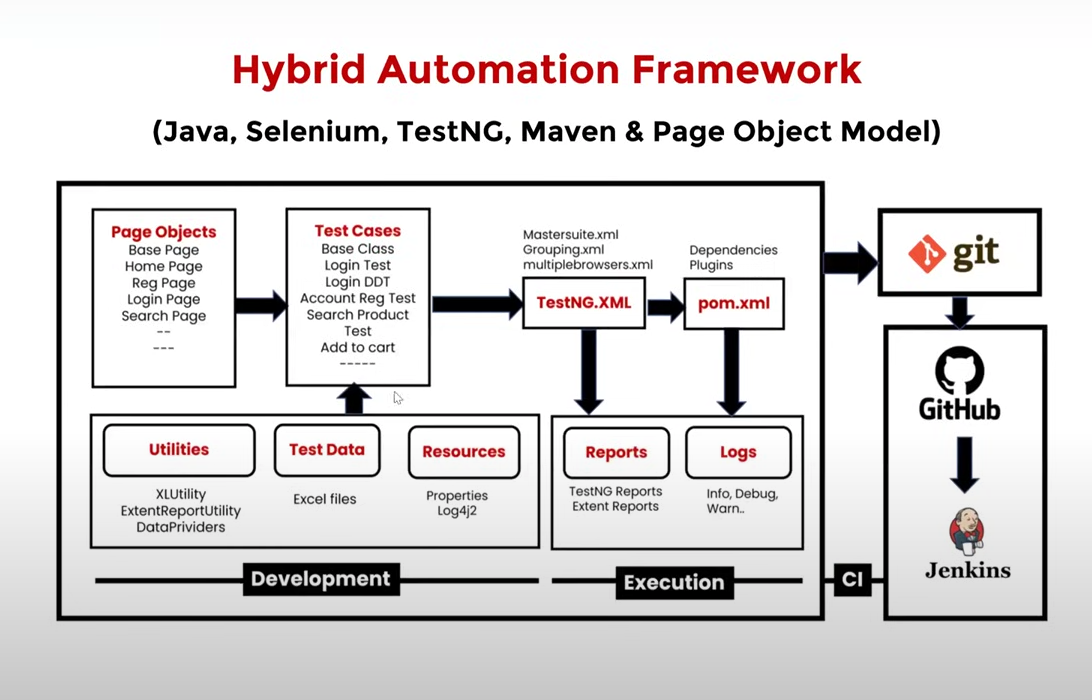 Hybrid Automation Framework
(Java, Selenium, TestNG, Maven & Page Object Model)
Page Objects
Base Page
Home Page
Reg Page
Login Page
Search Page
--
---
Test Cases
Base Class
Login Test
Login DDT
Account Reg Test
Search Product
Test
Add to cart
-----
Mastersuite.xml
Grouping.xml
multiplebrowsers.xml
TestNG.XML
Dependencies
Plugins
pom.xml
git
Utilities
XLUtility
ExtentReportUtility
DataPrividers
Test Data
Excel files
Resources
Properties
Log4j2
Reports
TestNG Reports
Extent Reports
Logs
Info, Debug,
Warn..
GitHub
Jenkins
Development
Execution
CI